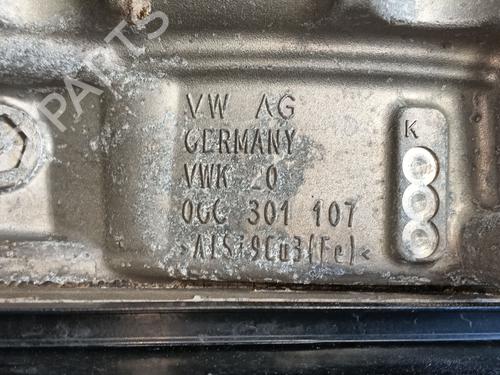 PARTS
VW AG
GERMANY
VWK 20
0GC 301 107
>AlSi9Cu3(Fe)<
K